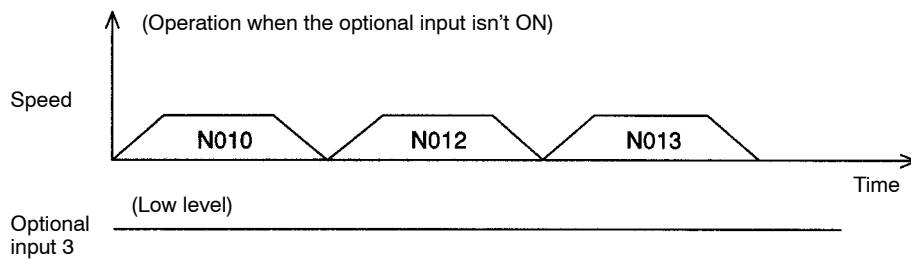 (Operation when the optional input isn't ON)
Speed
N010 N012 N013
Time
(Low level)
Optional
input 3